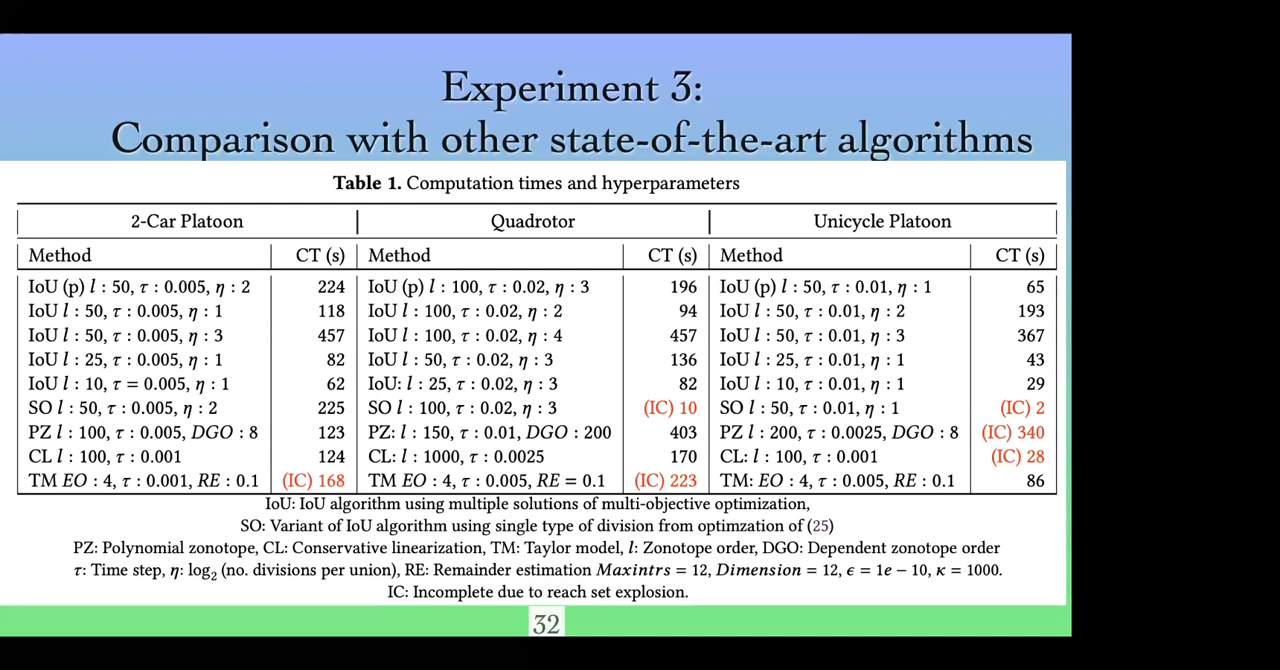 Experiment 3:
Comparison with other state-of-the-art algorithms
Table 1. Computation times and hyperparameters
2-Car Platoon Quadrotor Unicycle Platoon
Method CT (s) Method CT (s) Method CT (s)
IoU (p) l : 50, τ : 0.005, η : 2 224 IoU (p) l : 100, τ : 0.02, η : 3 196 IoU (p) l : 50, τ : 0.01, η : 1 65
IoU l : 50, τ : 0.005, η : 1 118 IoU l : 100, τ : 0.02, η : 2 94 IoU l : 50, τ : 0.01, η : 2 193
IoU l : 50, τ : 0.005, η : 3 457 IoU l : 100, τ : 0.02, η : 4 457 IoU l : 50, τ : 0.01, η : 3 367
IoU l : 25, τ : 0.005, η : 1 82 IoU l : 50, τ : 0.02, η : 3 136 IoU l : 25, τ : 0.01, η : 1 43
IoU l : 10, τ = 0.005, η : 1 62 IoU: l : 25, τ : 0.02, η : 3 82 IoU l : 10, τ : 0.01, η : 1 29
SO l : 50, τ : 0.005, η : 2 225 SO l : 100, τ : 0.02, η : 3 (IC) 10 SO l : 50, τ : 0.01, η : 1 (IC) 2
PZ l : 100, τ : 0.005, DGO : 8 123 PZ: l : 150, τ : 0.01, DGO : 200 403 PZ l : 200, τ : 0.0025, DGO : 8 (IC) 340
CL l : 100, τ : 0.001 124 CL: l : 1000, τ : 0.0025 170 CL: l : 100, τ : 0.001 (IC) 28
TM EO : 4, τ : 0.001, RE : 0.1 (IC) 168 TM EO : 4, τ : 0.005, RE = 0.1 (IC) 223 TM: EO : 4, τ : 0.005, RE : 0.1 86
IoU: IoU algorithm using multiple solutions of multi-objective optimization,
SO: Variant of IoU algorithm using single type of division from optimzation of (25)
PZ: Polynomial zonotope, CL: Conservative linearization, TM: Taylor model, l: Zonotope order, DGO: Dependent zonotope order
τ: Time step, η: log₂ (no. divisions per union), RE: Remainder estimation Maxintrs = 12, Dimension = 12, ϵ = 1e − 10, κ = 1000.
IC: Incomplete due to reach set explosion.
32